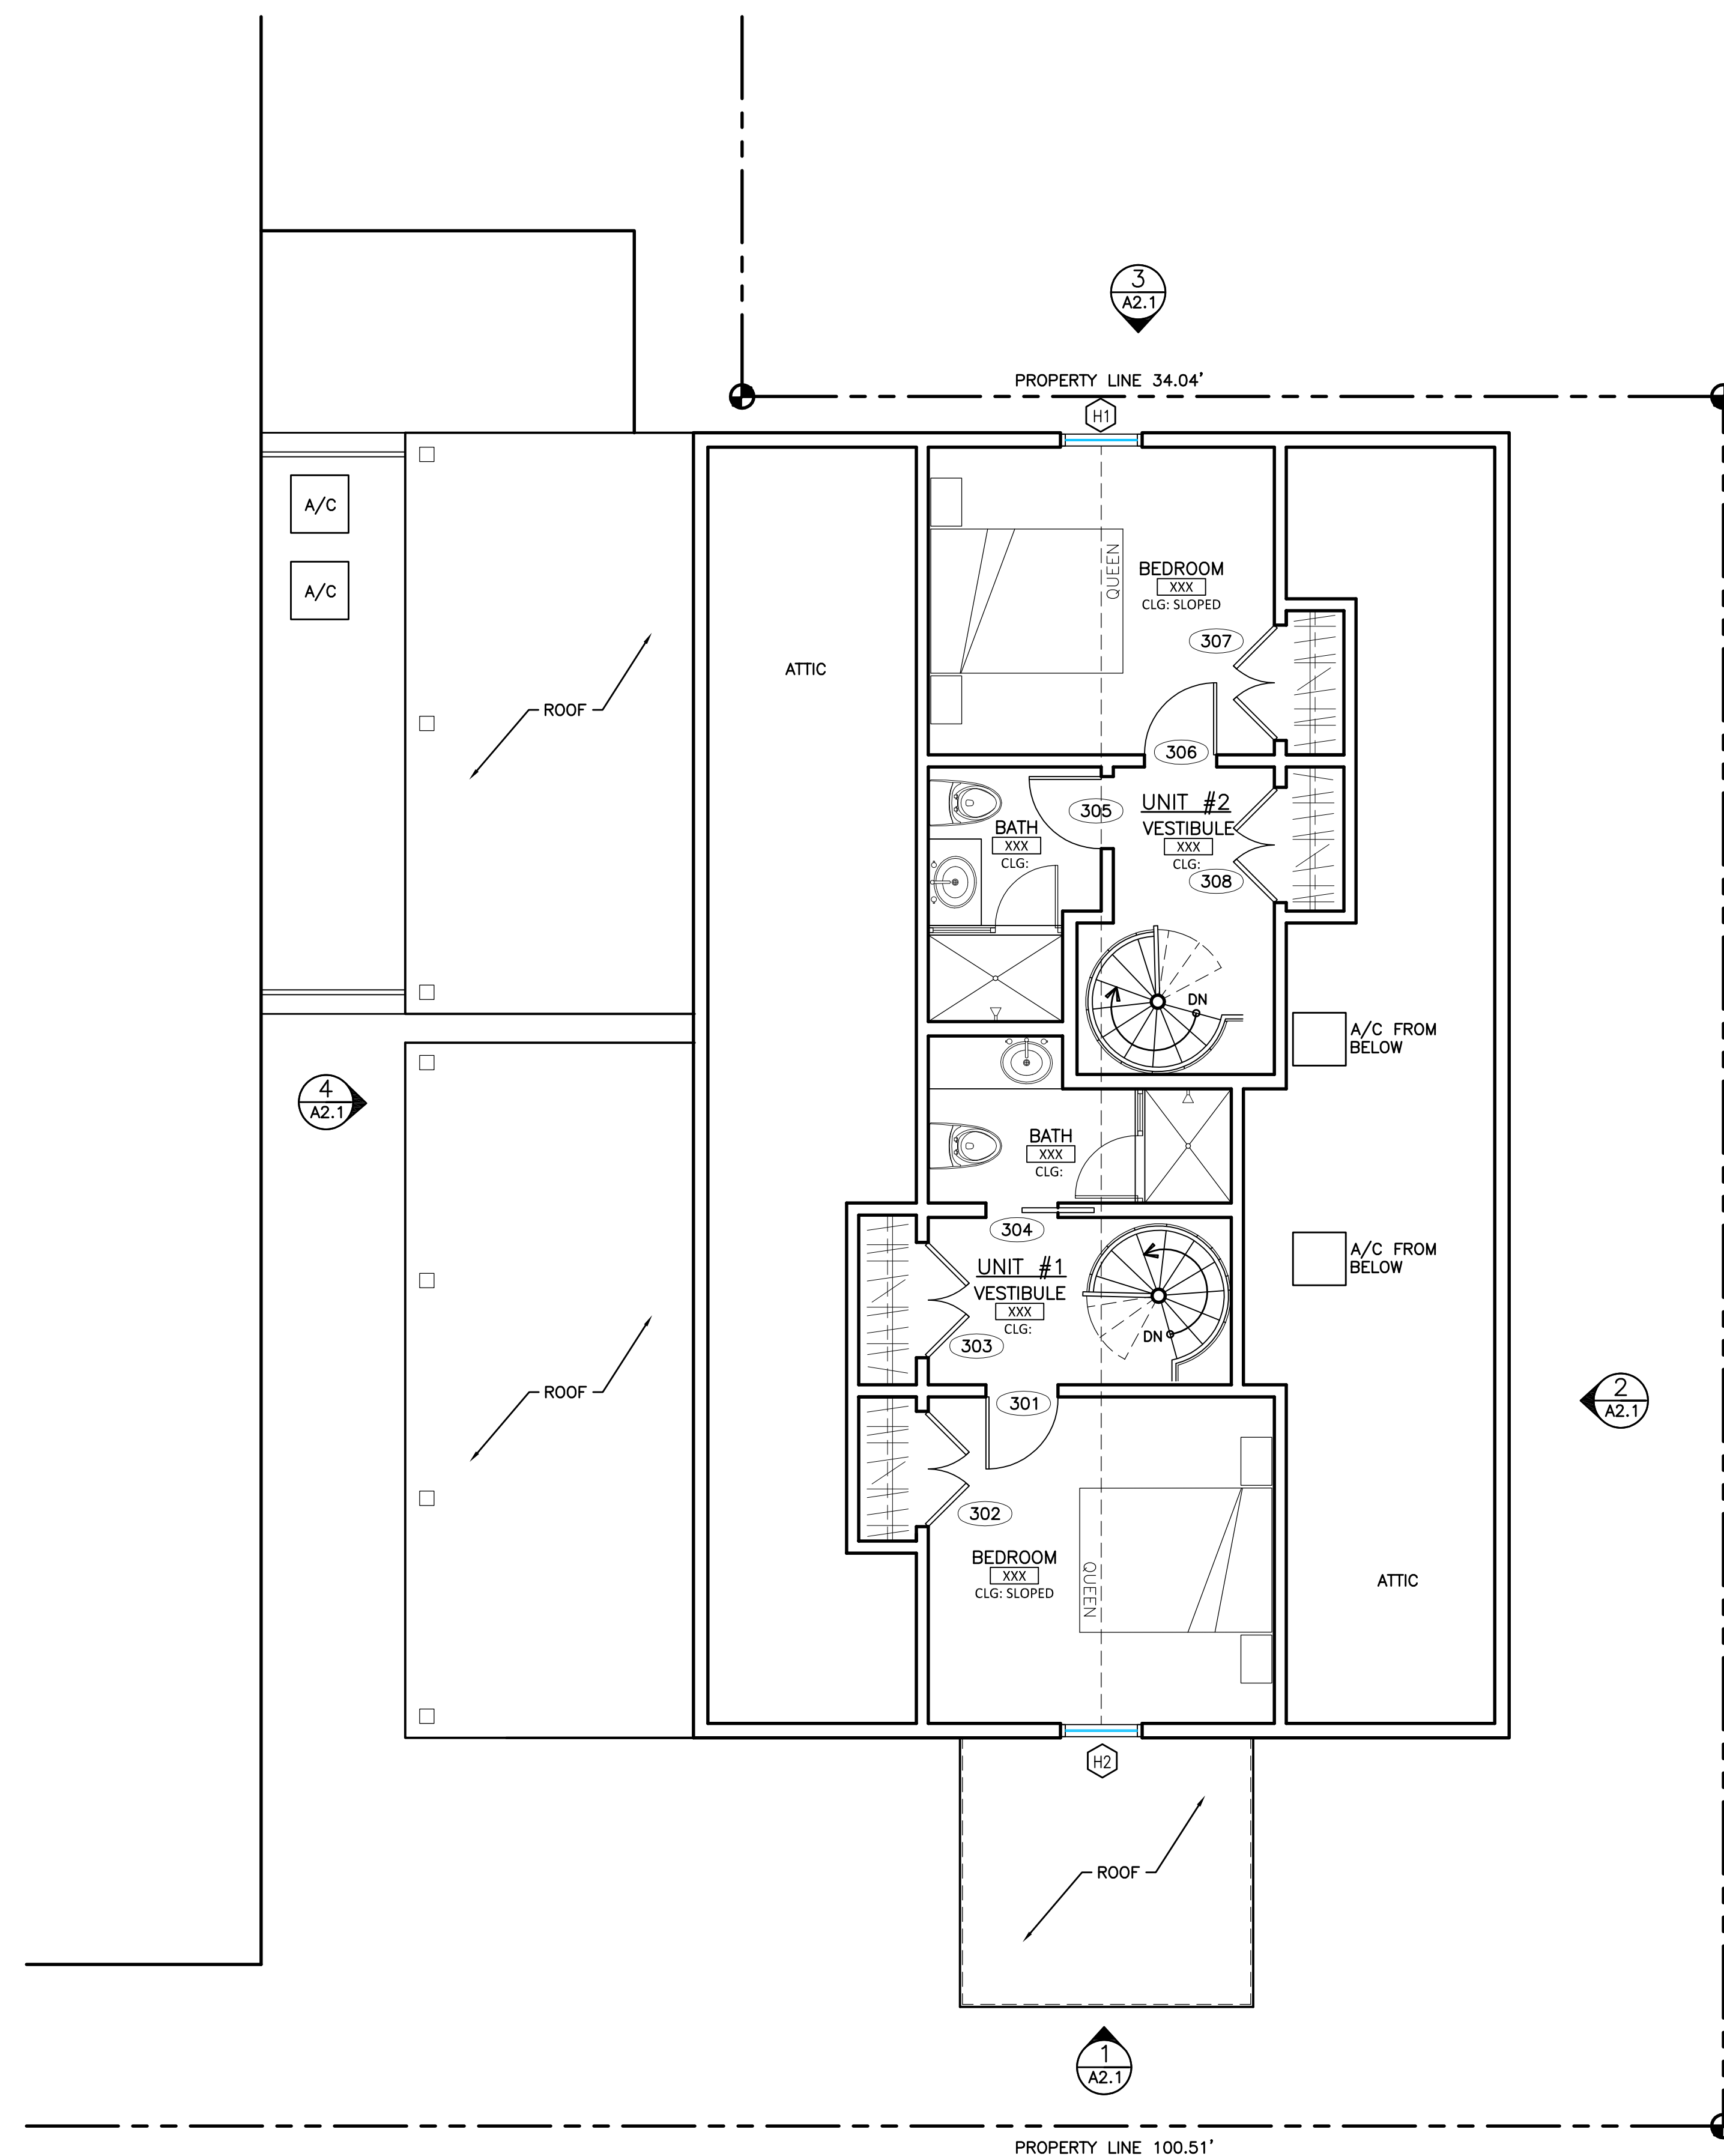 3
A2.1
PROPERTY LINE 34.04'
H1
A/C
A/C
QUEEN
BEDROOM
XXX
CLG: SLOPED
307
ATTIC
ROOF
306
305
UNIT #2
VESTIBULE
XXX
CLG:
BATH
XXX
CLG:
308
DN
A/C FROM
BELOW
4
A2.1
BATH
XXX
CLG:
304
A/C FROM
BELOW
UNIT #1
VESTIBULE
XXX
CLG:
DN
303
ROOF
301
2
A2.1
302
BEDROOM
XXX
CLG: SLOPED
QUEEN
ATTIC
H2
ROOF
1
A2.1
PROPERTY LINE 100.51'